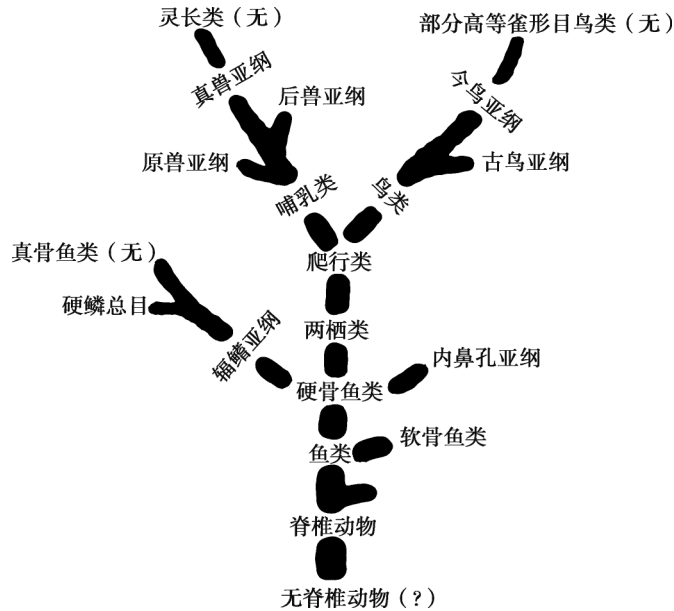 灵长类（无）
部分高等雀形目鸟类（无）
真兽亚纲
后兽亚纲
今鸟亚纲
原兽亚纲
古鸟亚纲
哺乳类
鸟类
真骨鱼类（无）
爬行类
硬鳞总目
两栖类
辐鳍亚纲
内鼻孔亚纲
硬骨鱼类
软骨鱼类
鱼类
脊椎动物
无脊椎动物（?）